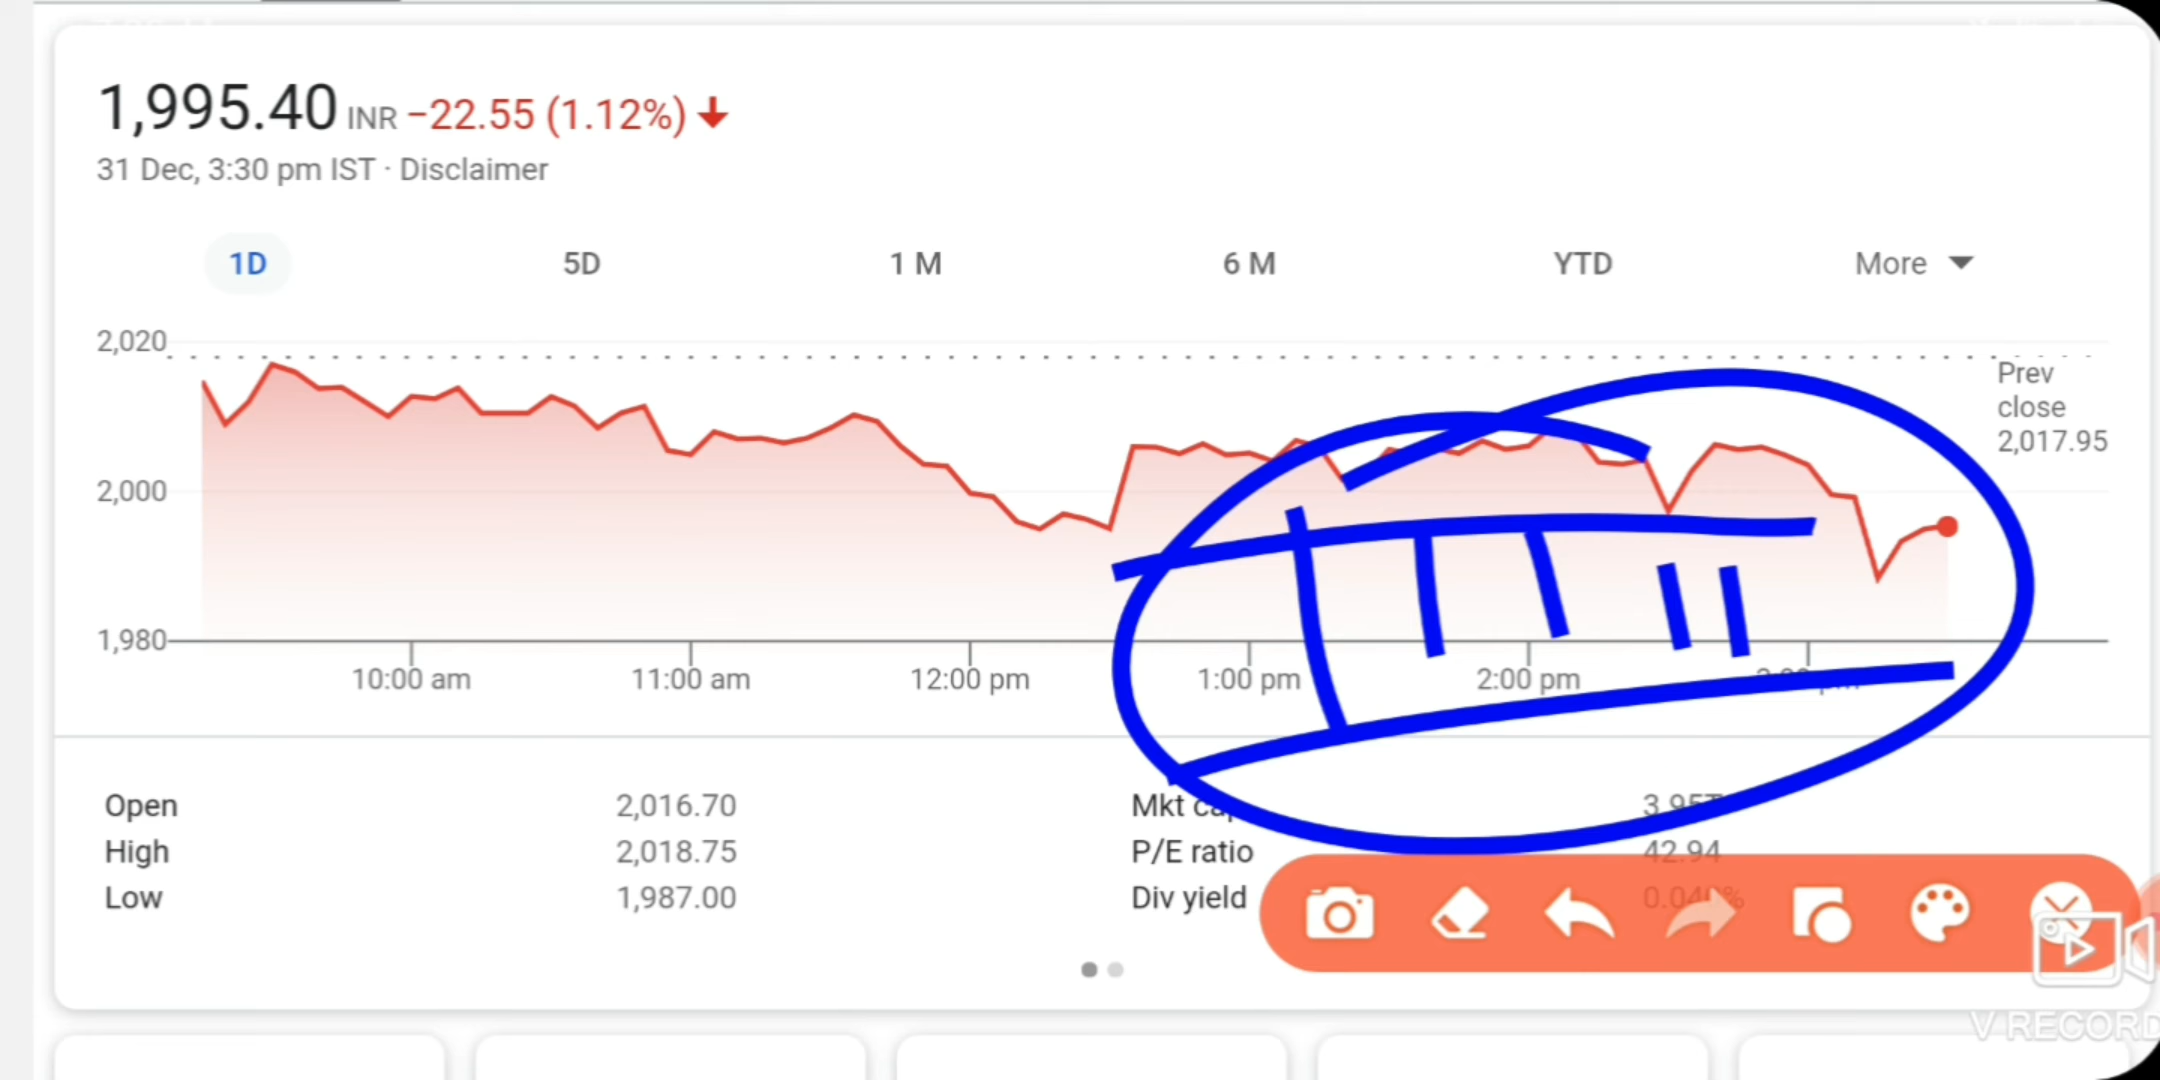 1,995.40 INR −22.55 (1.12%)
31 Dec, 3:30 pm IST · Disclaimer
1D 5D 1 M 6 M YTD More
2,020
Prev
close
2,017.95
2,000
1,980
10:00 am 11:00 am 12:00 pm 1:00 pm 2:00 pm
Open 2,016.70 Mkt
High 2,018.75 P/E ratio 42.94
Low 1,987.00 Div yield
V RECORD